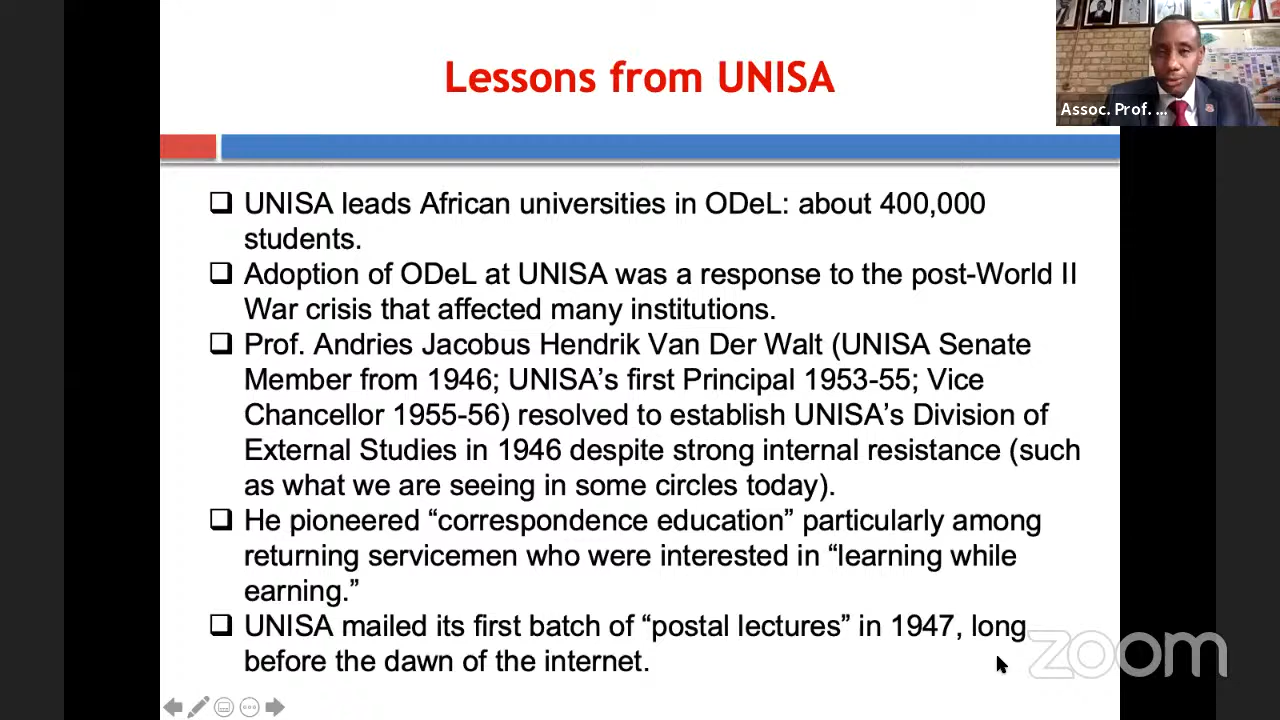 Lessons from UNISA
Assoc. Prof. ...
UNISA leads African universities in ODeL: about 400,000
students.
Adoption of ODeL at UNISA was a response to the post-World II
War crisis that affected many institutions.
Prof. Andries Jacobus Hendrik Van Der Walt (UNISA Senate
Member from 1946; UNISA’s first Principal 1953-55; Vice
Chancellor 1955-56) resolved to establish UNISA’s Division of
External Studies in 1946 despite strong internal resistance (such
as what we are seeing in some circles today).
He pioneered “correspondence education” particularly among
returning servicemen who were interested in “learning while
earning.”
UNISA mailed its first batch of “postal lectures” in 1947, long
before the dawn of the internet.
zoom